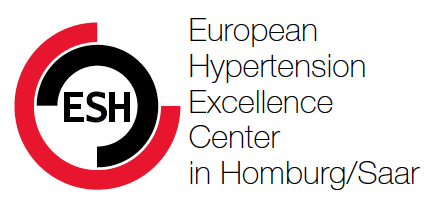 ESH
European
Hypertension
Excellence
Center
in Homburg/Saar